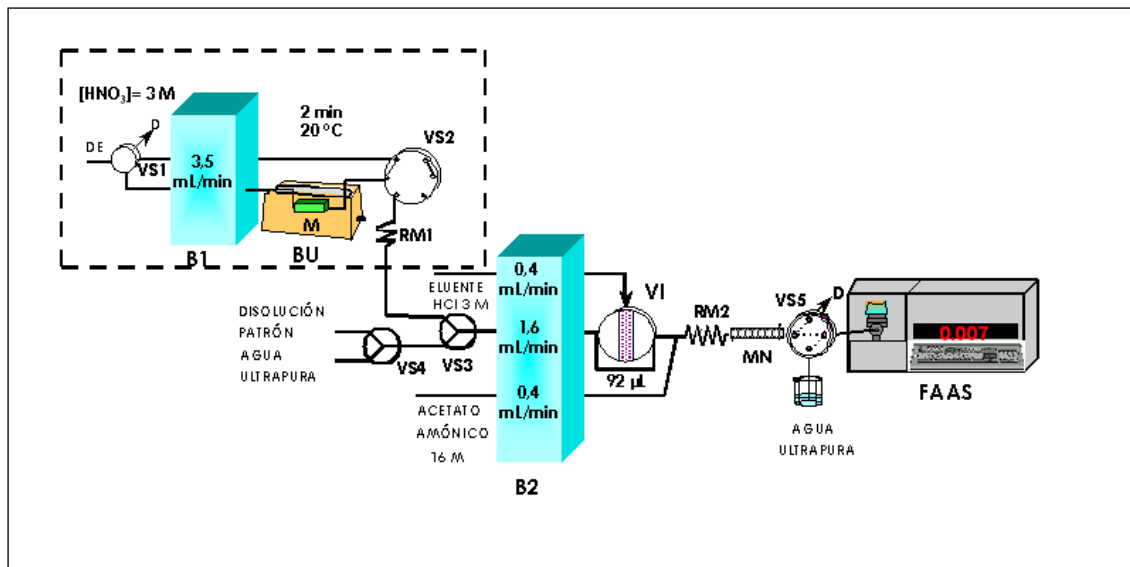 [HNO3]= 3 M
2 min
20 ºC
VS2
DE
D
VS1
3,5
mL/min
M
RM1
B1
BU
ELUENTE
HCl 3 M
0,4
mL/min
VI
RM2
VS5
D
DISOLUCIÓN
PATRÓN
AGUA
ULTRAPURA
VS4
VS3
1,6
mL/min
92 µL
MN
0.007
FAAS
ACETATO
AMÓNICO
16 M
0,4
mL/min
AGUA
ULTRAPURA
B2